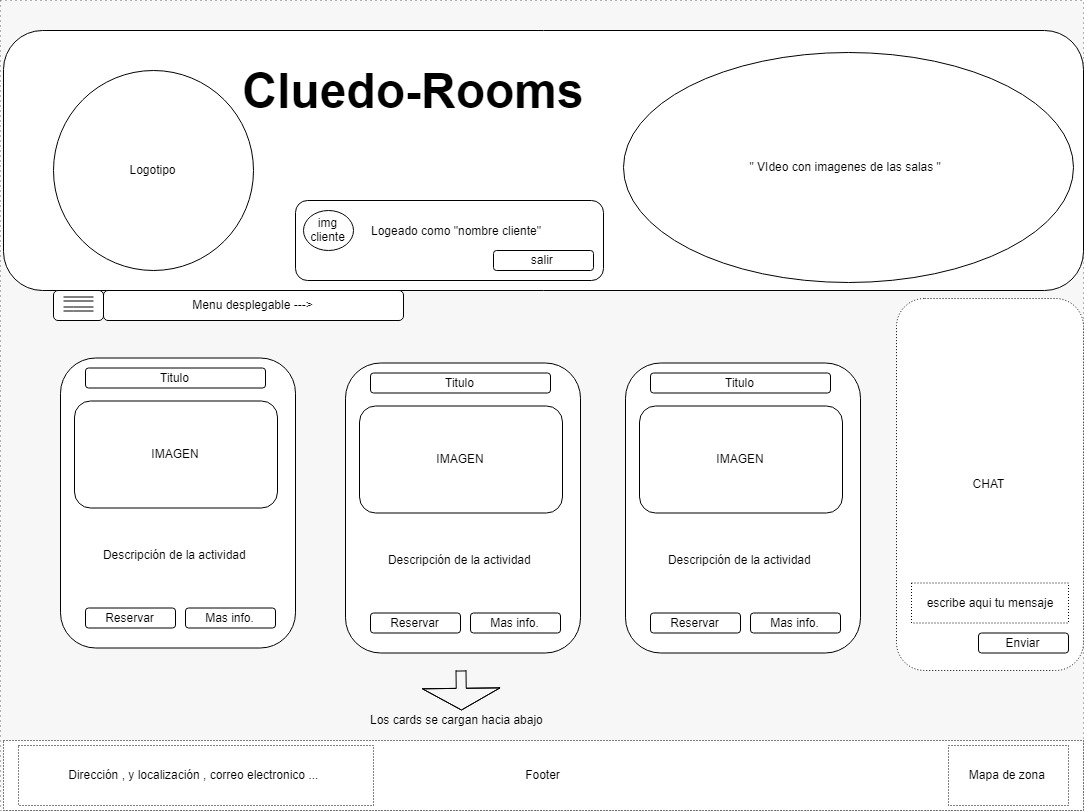 Cluedo-Rooms
Logotipo
" VIdeo con imagenes de las salas "
img
cliente
Logeado como "nombre cliente"
salir
Menu desplegable --->
Titulo
IMAGEN
Descripción de la actividad
Reservar
Mas info.
Titulo
IMAGEN
Descripción de la actividad
Reservar
Mas info.
Titulo
IMAGEN
Descripción de la actividad
Reservar
Mas info.
CHAT
escribe aqui tu mensaje
Enviar
Los cards se cargan hacia abajo
Dirección , y localización , correo electronico ...
Footer
Mapa de zona